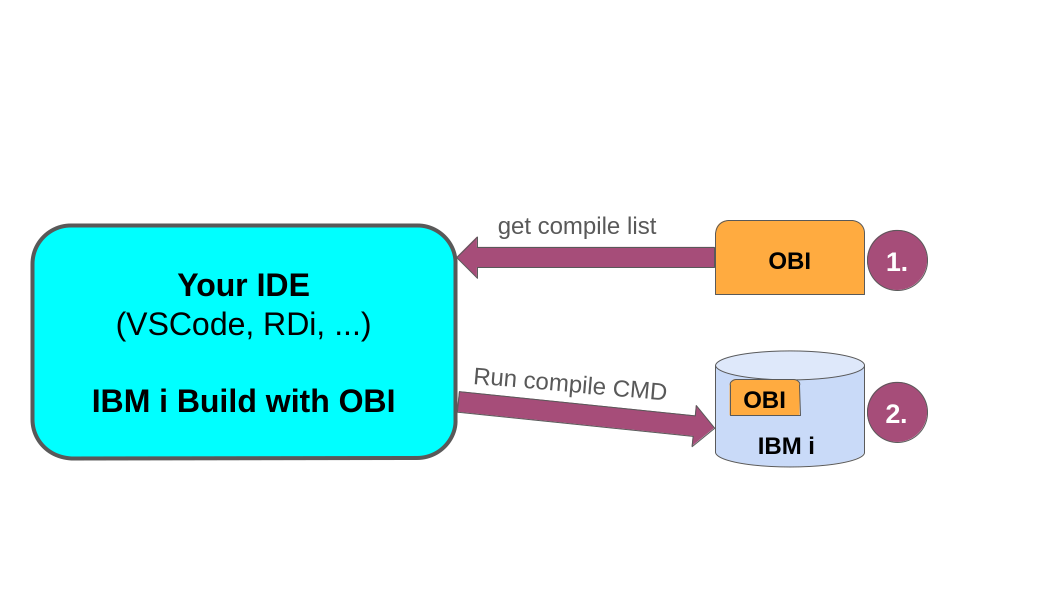 Your IDE
(VSCode, RDi, ...)
IBM i Build with OBI
get compile list
OBI
1.
Run compile CMD
OBI
IBM i
2.